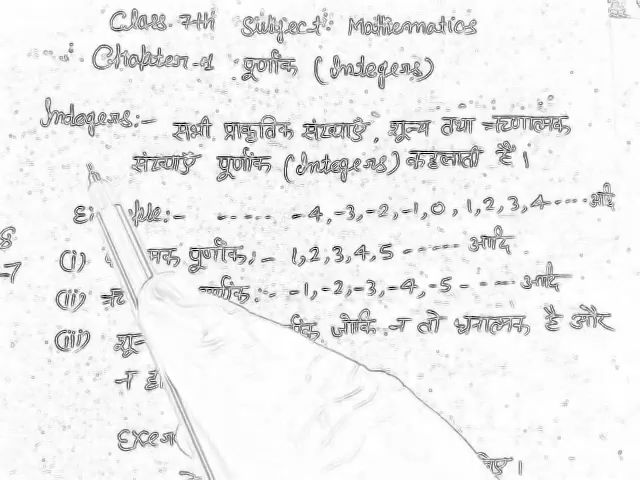 Class 7th Subject: Mathematics
Chapter-1 पूर्णांक (Integers)
Integers:- सभी प्राकृतिक संख्याएँ, शून्य तथा ऋणात्मक
संख्याएँ पूर्णांक (Integers) कहलाती हैं।
:- ------ -4, -3, -2, -1, 0, 1, 2, 3, 4 ---- आदि
(i) पूर्णांक:- 1, 2, 3, 4, 5 ------ आदि
(ii) :- -1, -2, -3, -4, -5 ----- आदि
(iii) जोकि न तो धनात्मक है और
न